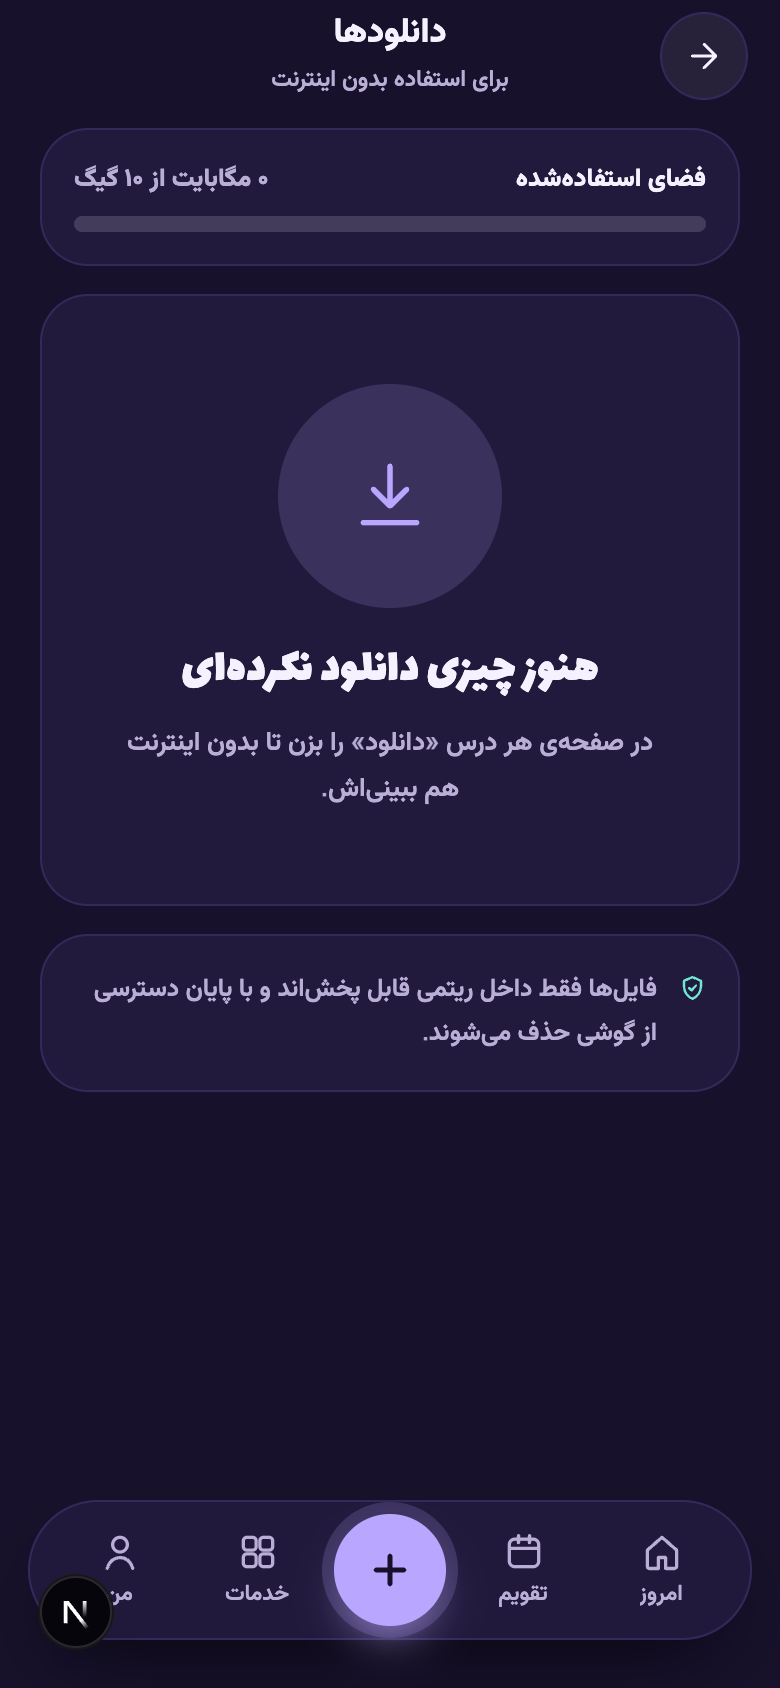 دانلودها
برای استفاده بدون اینترنت
فضای استفاده‌شده
۰ مگابایت از ۱۰ گیگ
هنوز چیزی دانلود نکرده‌ای
در صفحه‌ی هر درس «دانلود» را بزن تا بدون اینترنت
هم ببینی‌اش.
فایل‌ها فقط داخل ریتمی قابل پخش‌اند و با پایان دسترسی
از گوشی حذف می‌شوند.
امروز
تقویم
خدمات
من
N